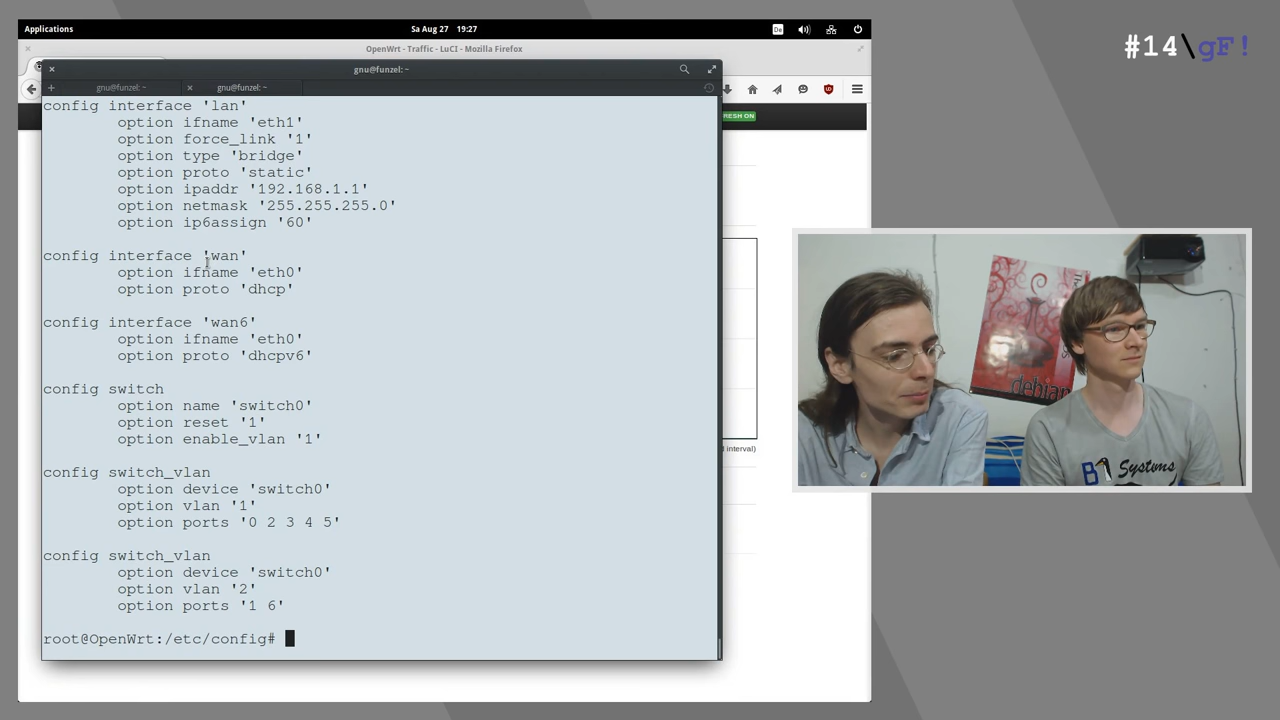 Applications
Sa Aug 27 19:27
De
OpenWrt - Traffic - LuCI - Mozilla Firefox
#14\gF!
gnu@funzel: ~
gnu@funzel: ~
gnu@funzel: ~
RESH ON
config interface 'lan'
option ifname 'eth1'
option force_link '1'
option type 'bridge'
option proto 'static'
option ipaddr '192.168.1.1'
option netmask '255.255.255.0'
option ip6assign '60'
config interface 'wan'
option ifname 'eth0'
option proto 'dhcp'
config interface 'wan6'
option ifname 'eth0'
option proto 'dhcpv6'
config switch
option name 'switch0'
option reset '1'
option enable_vlan '1'
config switch_vlan
option device 'switch0'
option vlan '1'
option ports '0 2 3 4 5'
config switch_vlan
option device 'switch0'
option vlan '2'
option ports '1 6'
root@OpenWrt:/etc/config#
d interval)
debian
B1 Systems